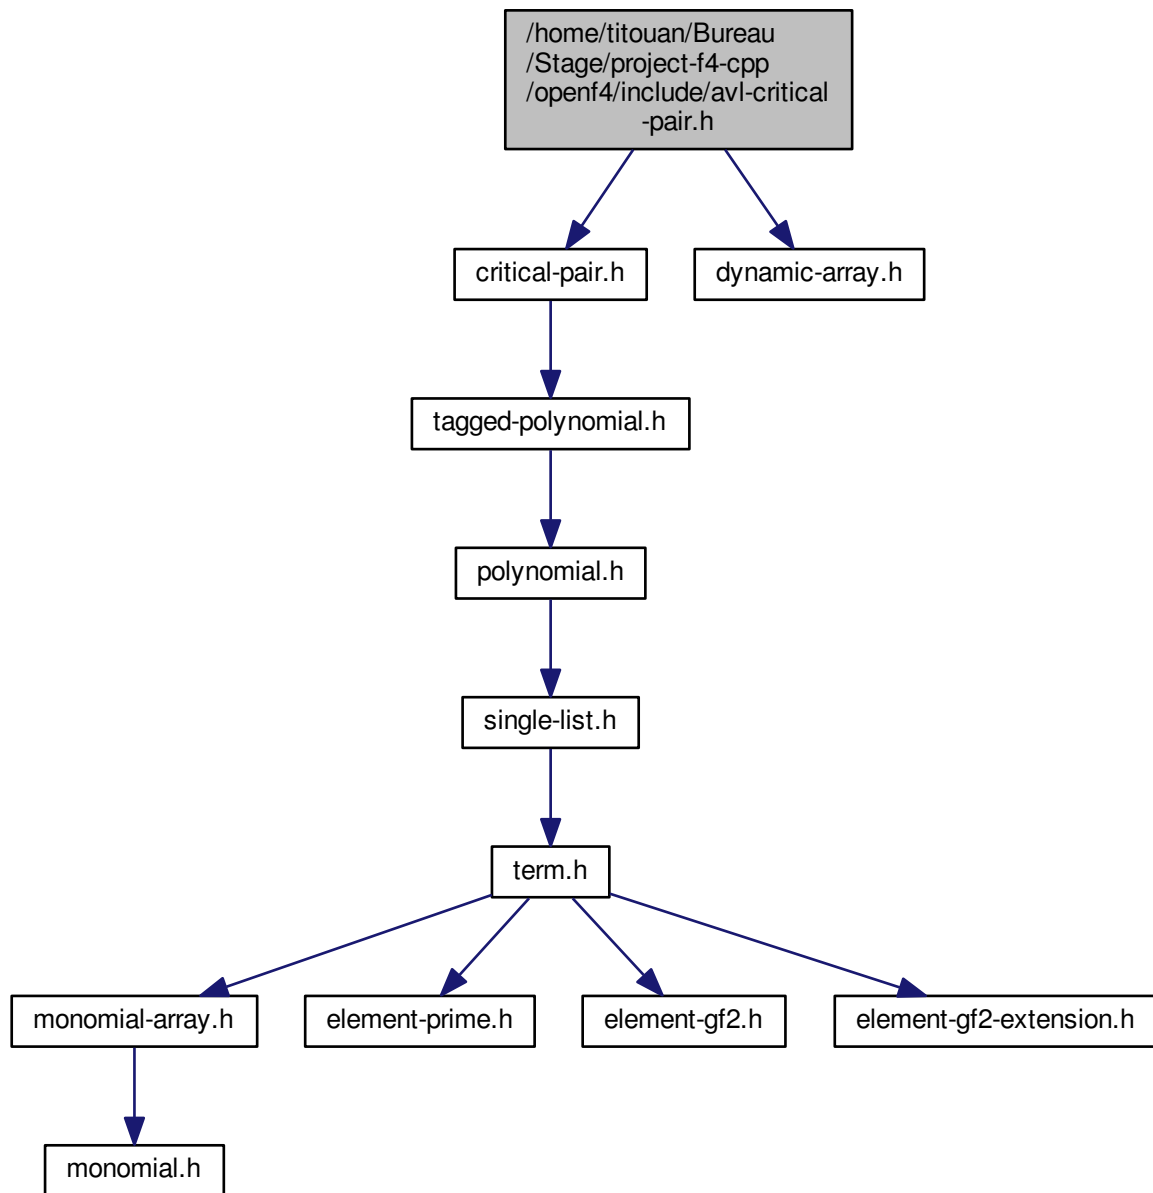 /home/titouan/Bureau
/Stage/project-f4-cpp
/openf4/include/avl-critical
-pair.h
critical-pair.h
dynamic-array.h
tagged-polynomial.h
polynomial.h
single-list.h
term.h
monomial-array.h
element-prime.h
element-gf2.h
element-gf2-extension.h
monomial.h